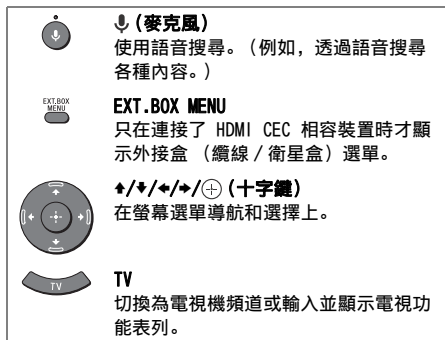 🎤(麥克風)
使用語音搜尋。(例如, 透過語音搜尋
各種內容。)
EXT.BOX
MENU
EXT.BOX MENU
只在連接了 HDMI CEC 相容裝置時才顯
示外接盒 (纜線/衛星盒) 選單。
↑/↓/←/→/⊕(十字鍵)
在螢幕選單導航和選擇上。
TV
TV
切換為電視機頻道或輸入並顯示電視功
能表列。